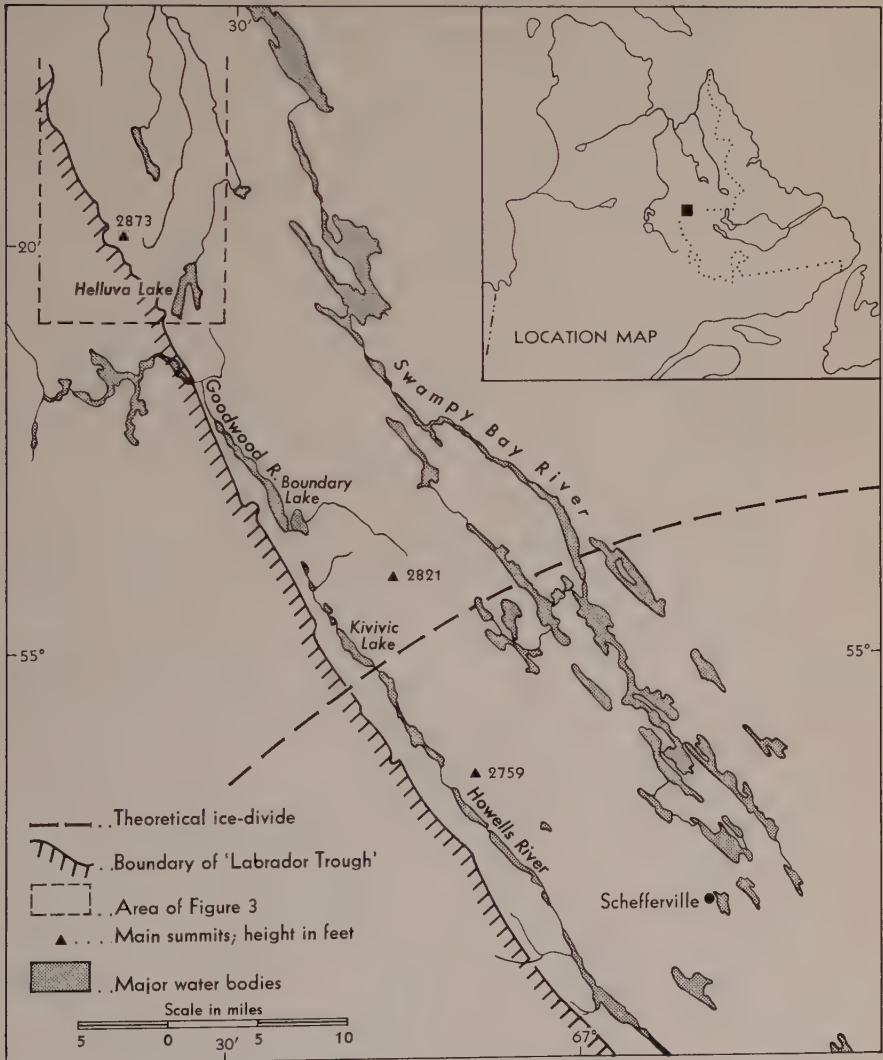 30'
2873
20'
Helluva Lake
LOCATION MAP
Swampy Bay River
Goodwood R.
Boundary
Lake
2821
Kivivic
Lake
55°
55°
2759
Howells River
Theoretical ice-divide
Boundary of 'Labrador Trough'
Area of Figure 3
Schefferville
Main summits; height in feet
Major water bodies
Scale in miles
5 0 5 10
30'
67°